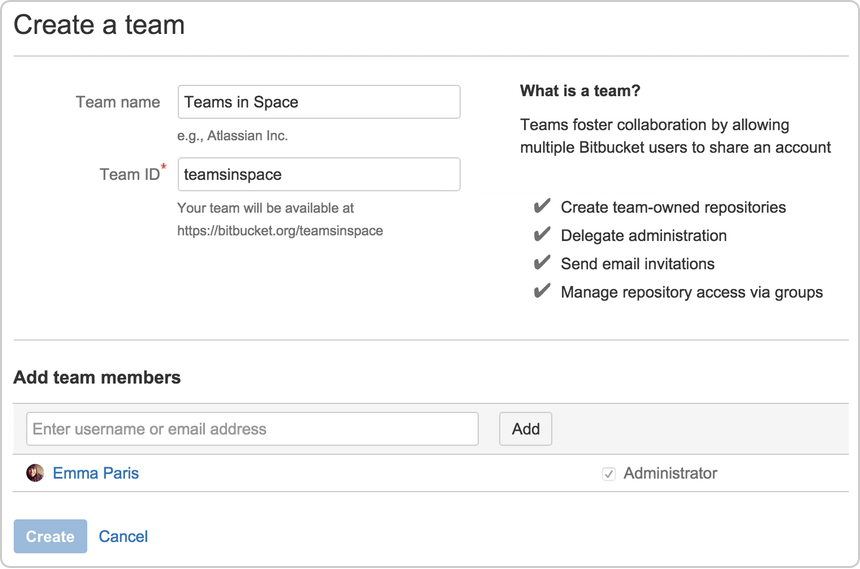 Create a team
Team name
Teams in Space
e.g., Atlassian Inc.
Team ID*
teamsinspace
Your team will be available at
https://bitbucket.org/teamsinspace
What is a team?
Teams foster collaboration by allowing
multiple Bitbucket users to share an account
✔ Create team-owned repositories
✔ Delegate administration
✔ Send email invitations
✔ Manage repository access via groups
Add team members
Enter username or email address
Add
Emma Paris
Administrator
Create
Cancel